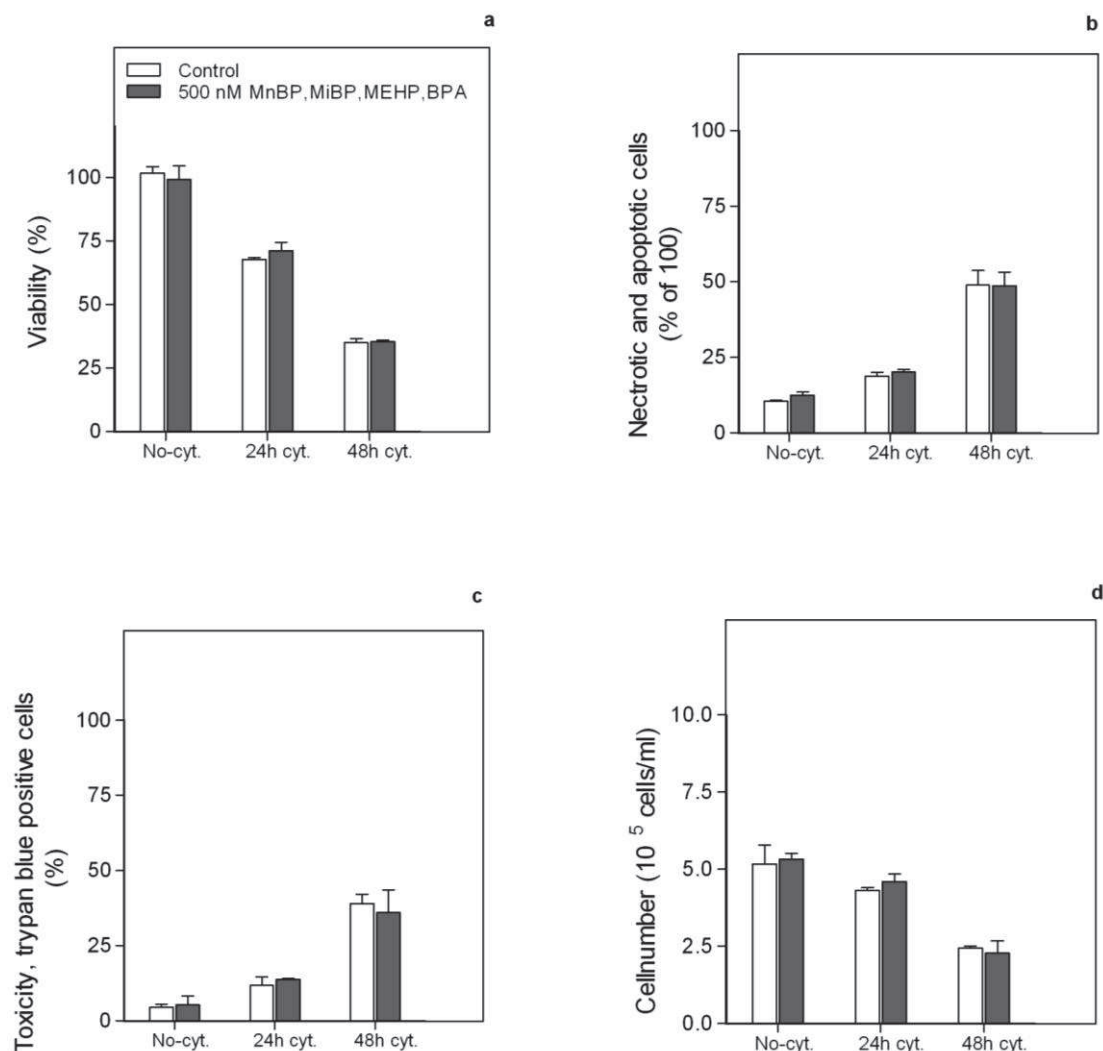 a
Control
500 nM MnBP,MiBP,MEHP,BPA
Viability (%)
100
75
50
25
0
No-cyt.
24h cyt.
48h cyt.
b
Nectrotic and apoptotic cells
(% of 100)
100
75
50
25
0
No-cyt.
24h cyt.
48h cyt.
c
Toxicity, trypan blue positive cells
(%)
100
75
50
25
0
No-cyt.
24h cyt.
48h cyt.
d
Cellnumber (10 5 cells/ml)
10.0
7.5
5.0
2.5
0.0
No-cyt.
24h cyt.
48h cyt.